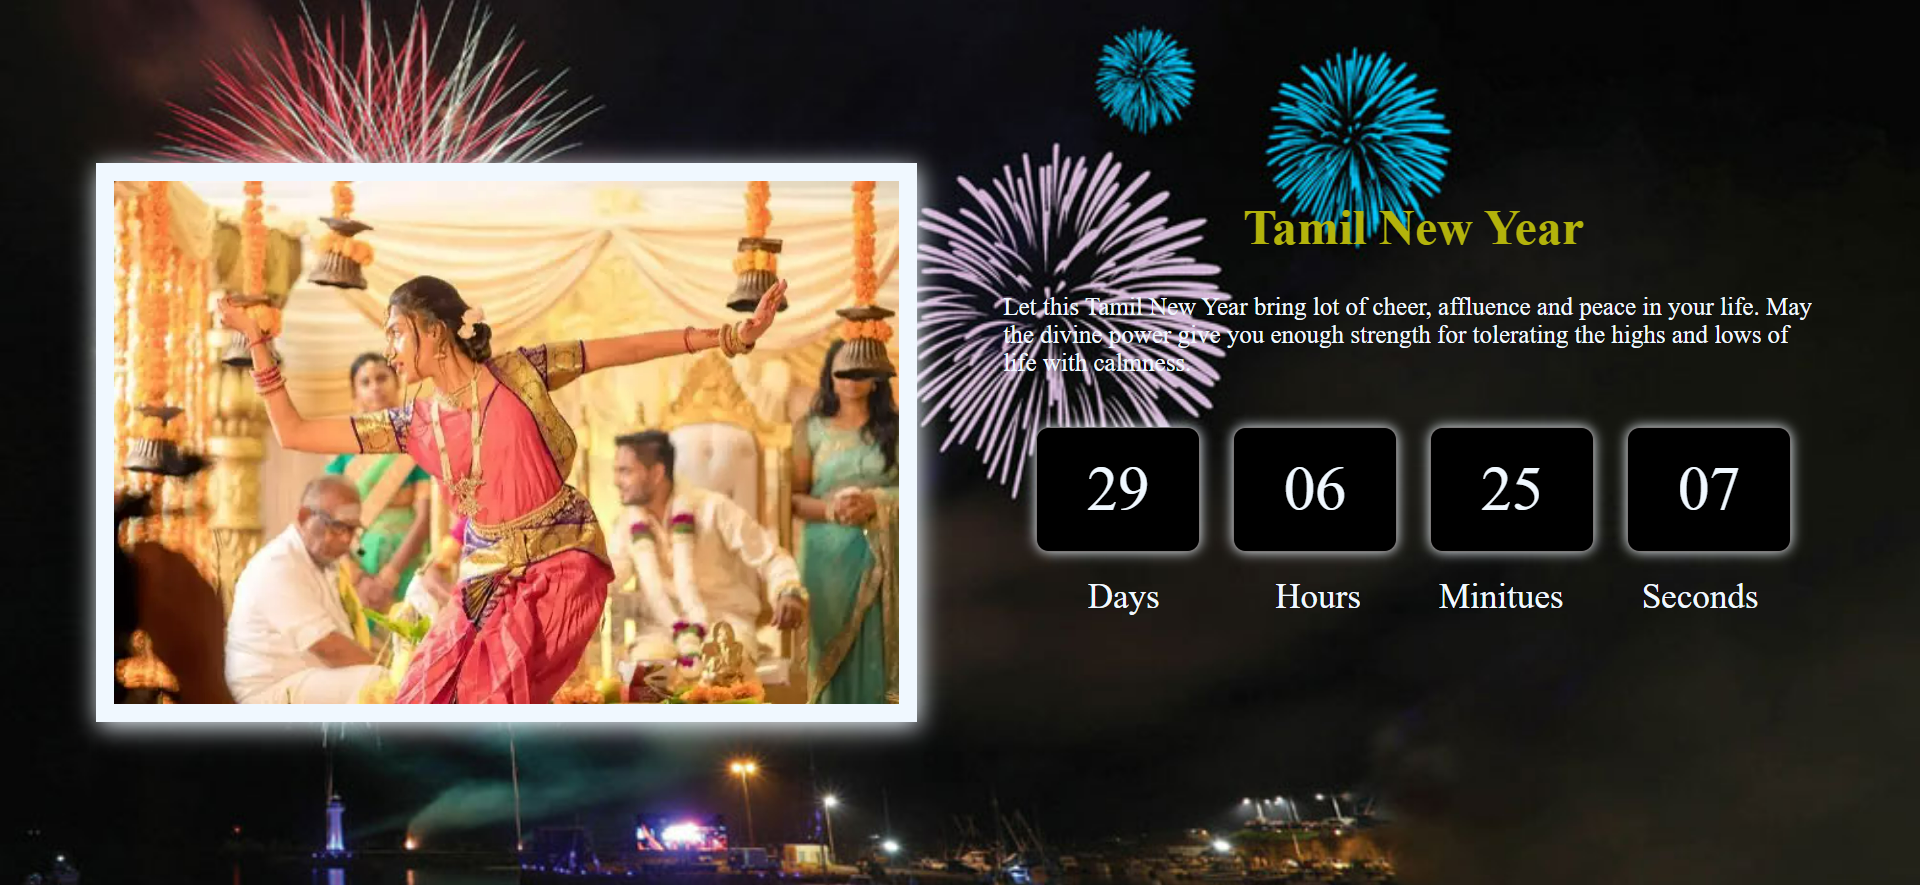 Tamil New Year
Let this Tamil New Year bring lot of cheer, affluence and peace in your life. May
the divine power give you enough strength for tolerating the highs and lows of
life with calmness.
29 06 25 07
Days Hours Minitues Seconds